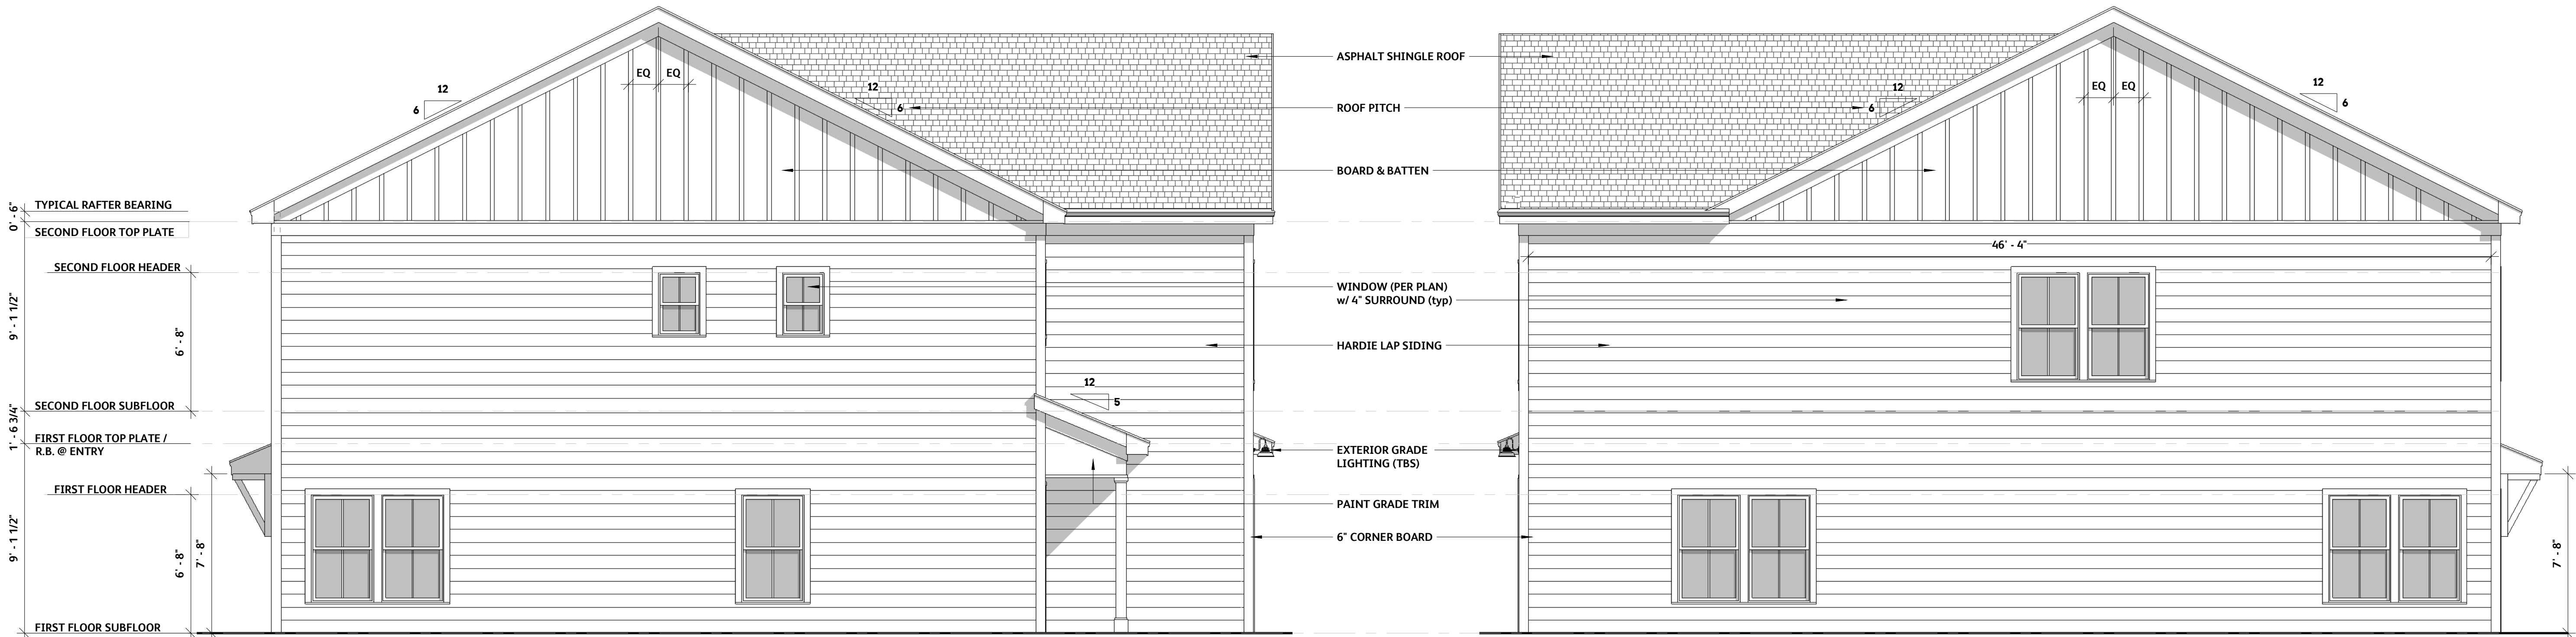 12
6
EQ EQ
12
6
ASPHALT SHINGLE ROOF
ROOF PITCH
BOARD & BATTEN
12
6
EQ EQ
12
6
0' - 6"
TYPICAL RAFTER BEARING
SECOND FLOOR TOP PLATE
SECOND FLOOR HEADER
9' - 1 1/2"
6' - 8"
46' - 4"
WINDOW (PER PLAN)
w/ 4" SURROUND (typ)
HARDIE LAP SIDING
SECOND FLOOR SUBFLOOR
1' - 6 3/4"
FIRST FLOOR TOP PLATE /
R.B. @ ENTRY
12
5
EXTERIOR GRADE
LIGHTING (TBS)
FIRST FLOOR HEADER
PAINT GRADE TRIM
6" CORNER BOARD
9' - 1 1/2"
6' - 8"
7' - 8"
7' - 8"
FIRST FLOOR SUBFLOOR